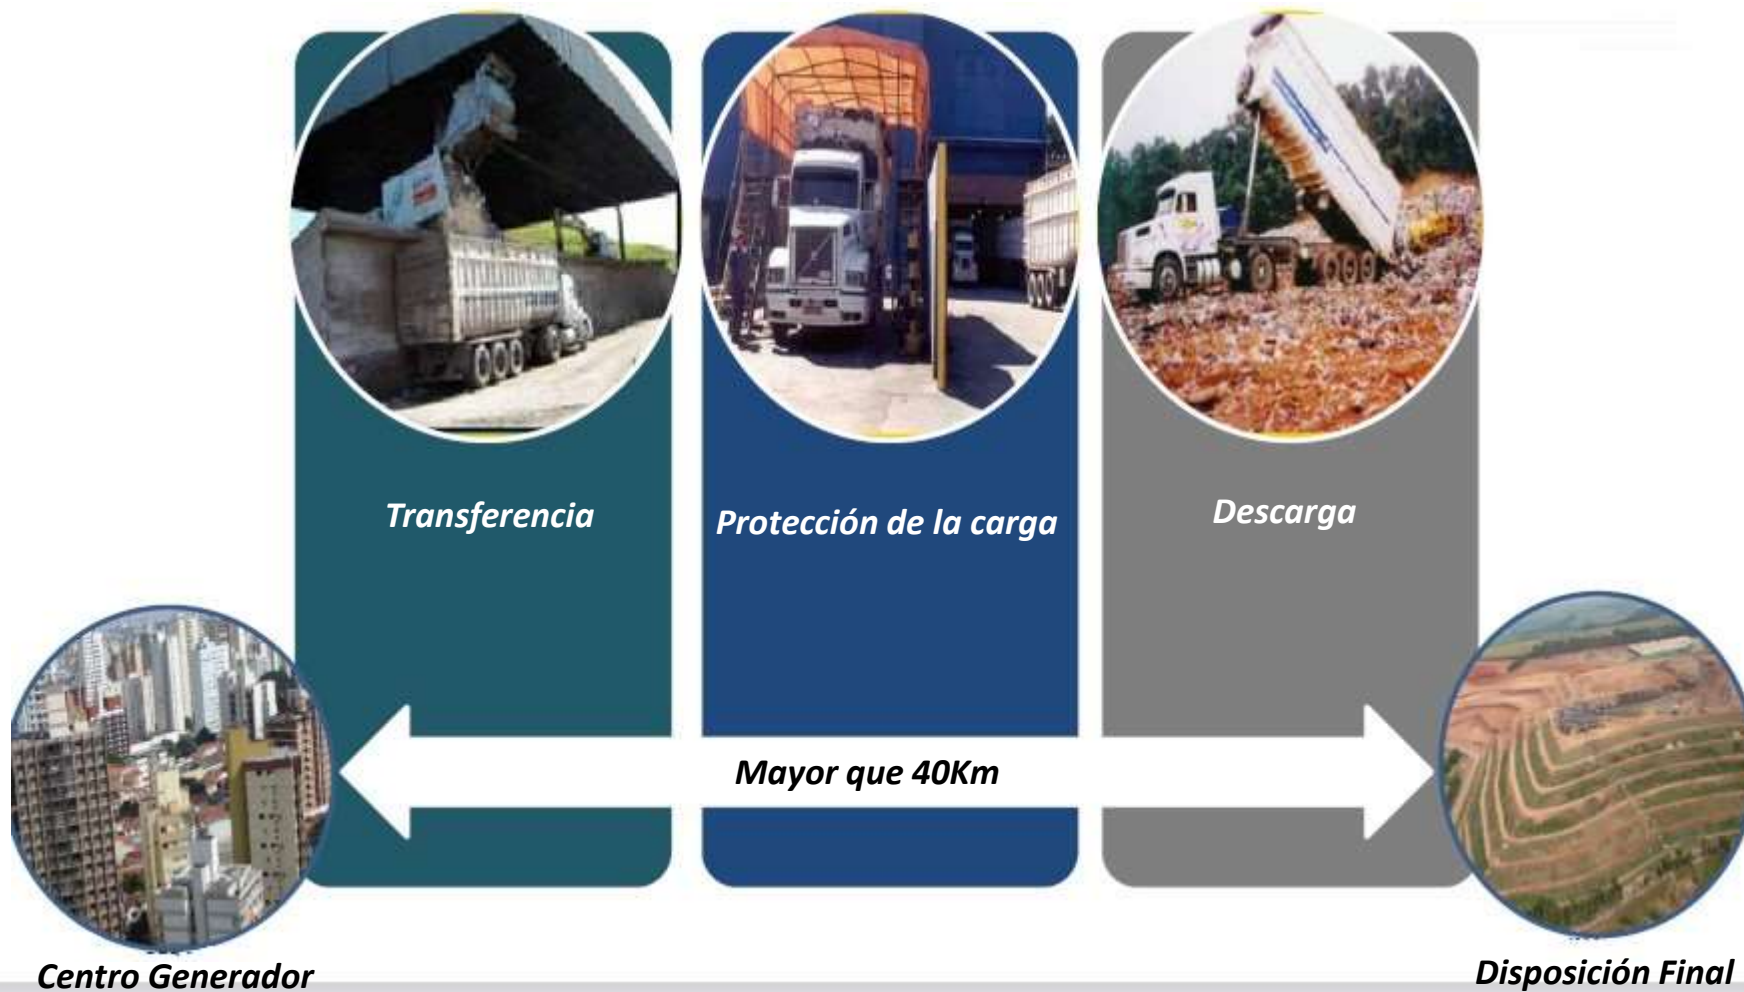 Transferencia
Protección de la carga
Descarga
Mayor que 40Km
Centro Generador
Disposición Final